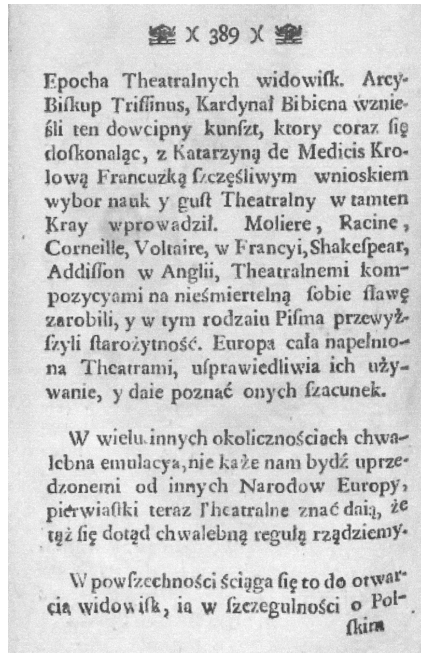 X 389 X
Epocha Theatralnych widowiſk. Arcy-
Biſkup Triſſinus, Kardynał Bibiena wznie-
śli ten dowcipny kunſzt, ktory coraz ſię
doſkonaląc, z Katarzyną de Medicis Kro-
lową Francuzką ſzczęśliwym wnioskiem
wybor nauk y guſt Theatralny w tamten
Kray wprowadził. Moliere, Racine,
Corneille, Voltaire, w Francyi, Shakeſpear,
Addiſſon w Anglii, Theatralnemi kom-
pozycyami na nieśmiertelną ſobie ſławę
zarobili, y w tym rodzaiu Piſma przewyż-
ſzyli ſtarożytność. Europa cała napełnio-
na Theatrami, uſprawiedliwia ich uży-
wanie, y daie poznać onych ſzacunek.
W wielu innych okolicznościach chwa-
lebna emulacya, nie każe nam bydź uprze-
dzonemi od innych Narodow Europy,
pierwiaſtki teraz Theatralne znać daią, że
tąż ſię dotąd chwalebną regułą rządziemy.
W powſzechności ściąga ſię to do otwar-
cia widowiſk, ia w ſzczegulności o Pol-
ſkim